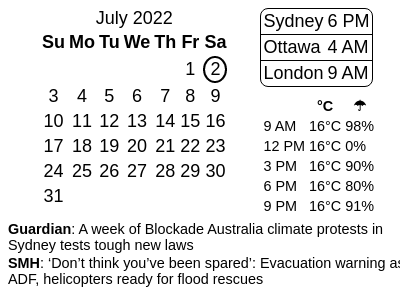 July 2022
Su Mo Tu We Th Fr Sa
1 2
3 4 5 6 7 8 9
10 11 12 13 14 15 16
17 18 19 20 21 22 23
24 25 26 27 28 29 30
31
Sydney 6 PM
Ottawa 4 AM
London 9 AM
°C ☂
9 AM 16°C 98%
12 PM 16°C 0%
3 PM 16°C 90%
6 PM 16°C 80%
9 PM 16°C 91%
Guardian: A week of Blockade Australia climate protests in
Sydney tests tough new laws
SMH: ‘Don’t think you’ve been spared’: Evacuation warning as
ADF, helicopters ready for flood rescues